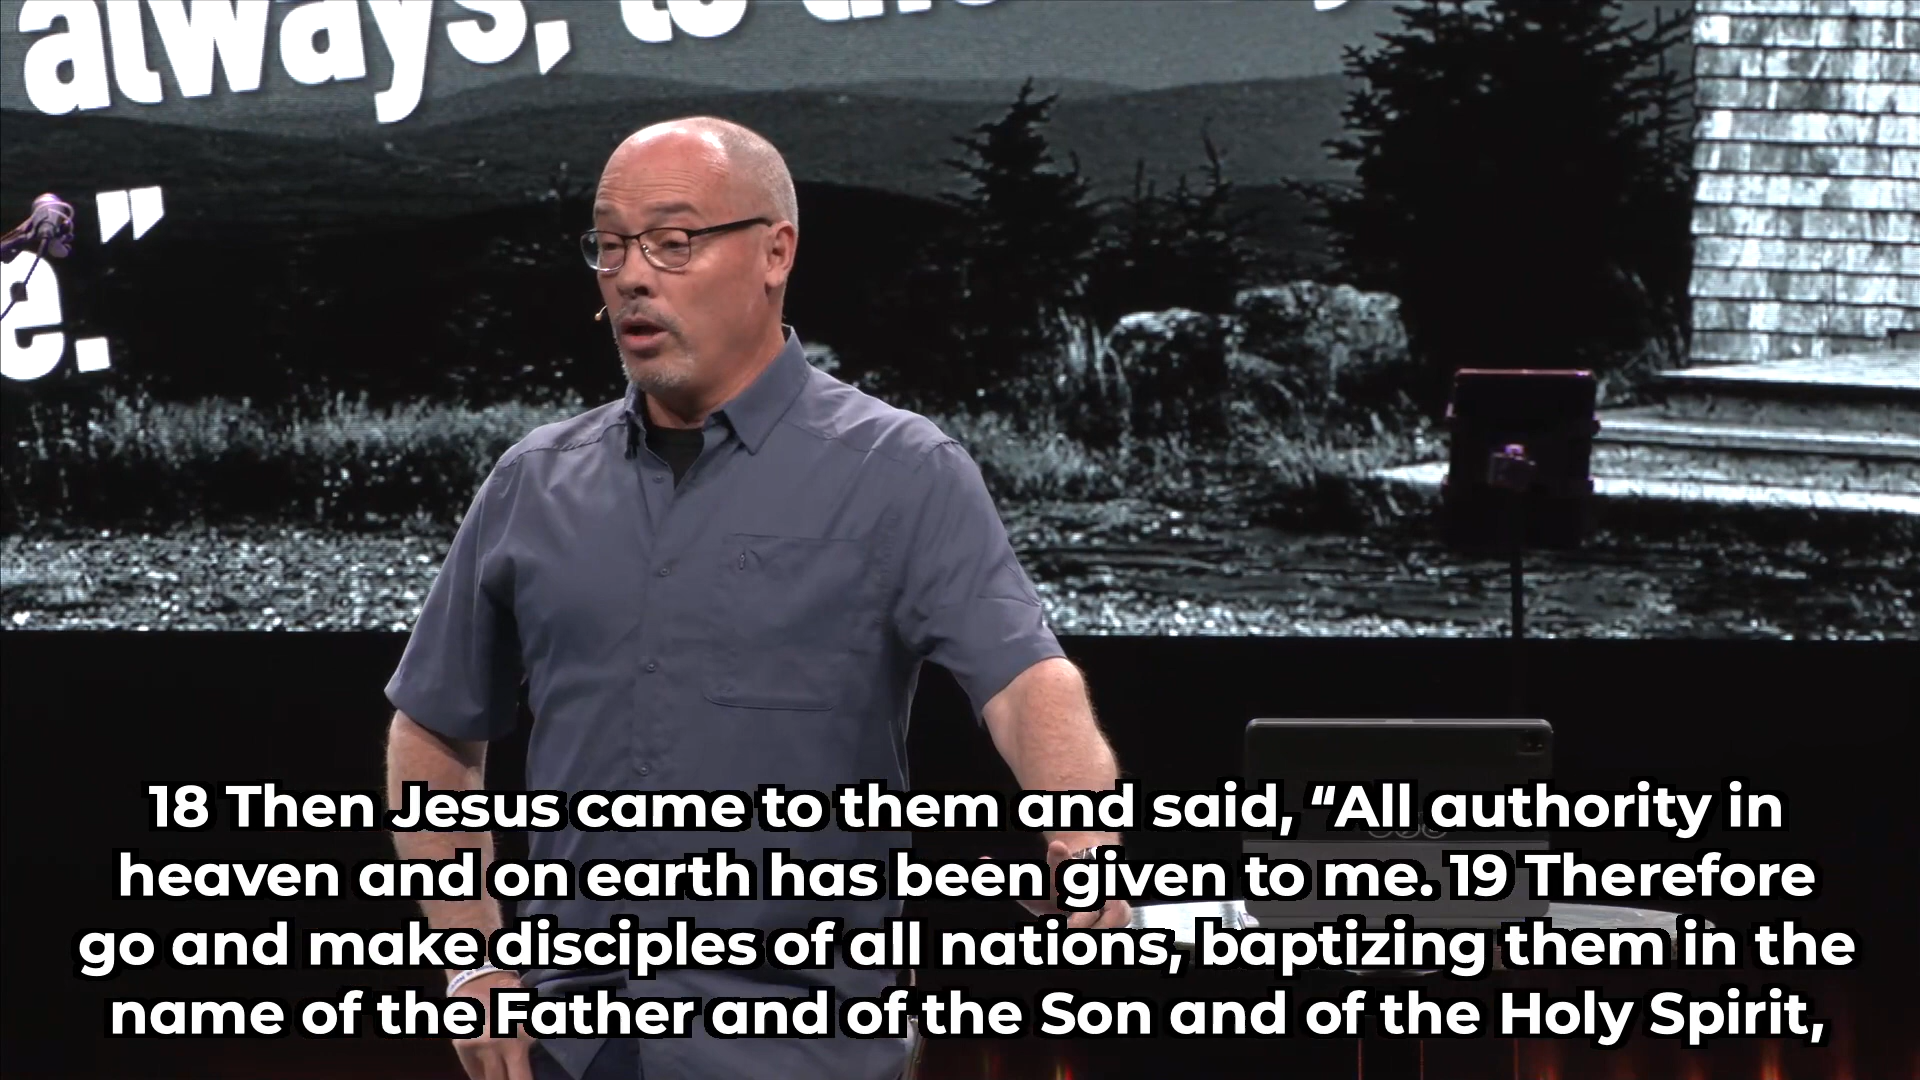 always, to the
e.”
18 Then Jesus came to them and said, “All authority in
heaven and on earth has been given to me. 19 Therefore
go and make disciples of all nations, baptizing them in the
name of the Father and of the Son and of the Holy Spirit,